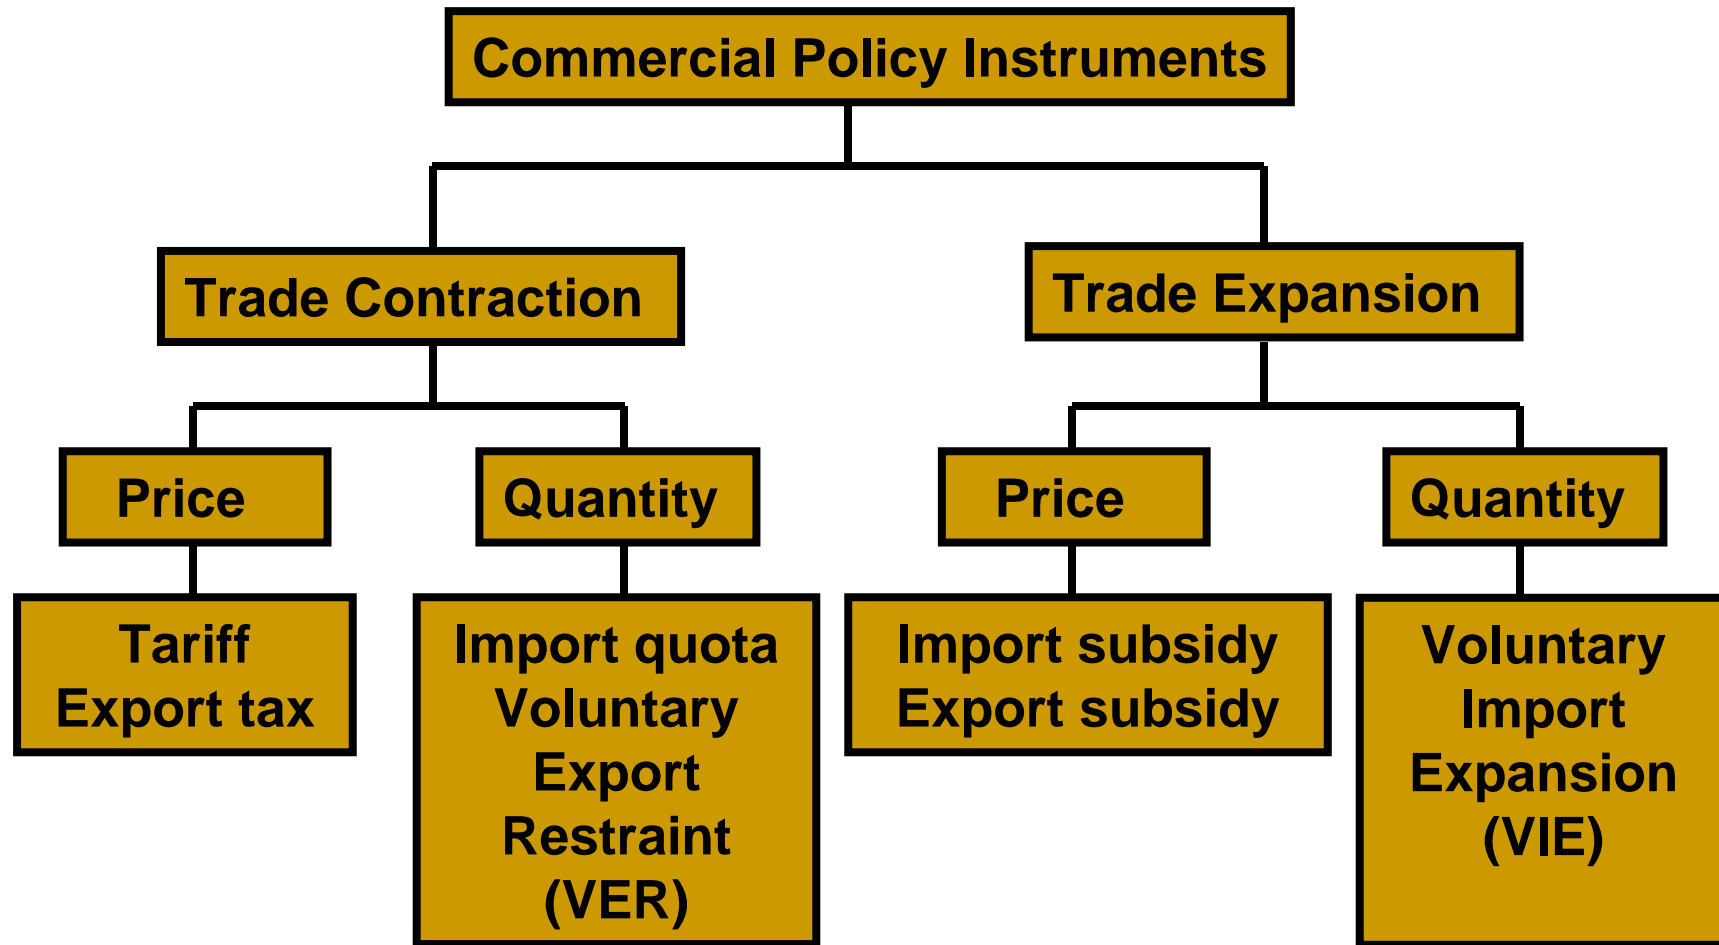 Commercial Policy Instruments
Trade Contraction
Trade Expansion
Price
Quantity
Price
Quantity
Tariff
Export tax
Import quota
Voluntary
Export
Restraint
(VER)
Import subsidy
Export subsidy
Voluntary
Import
Expansion
(VIE)